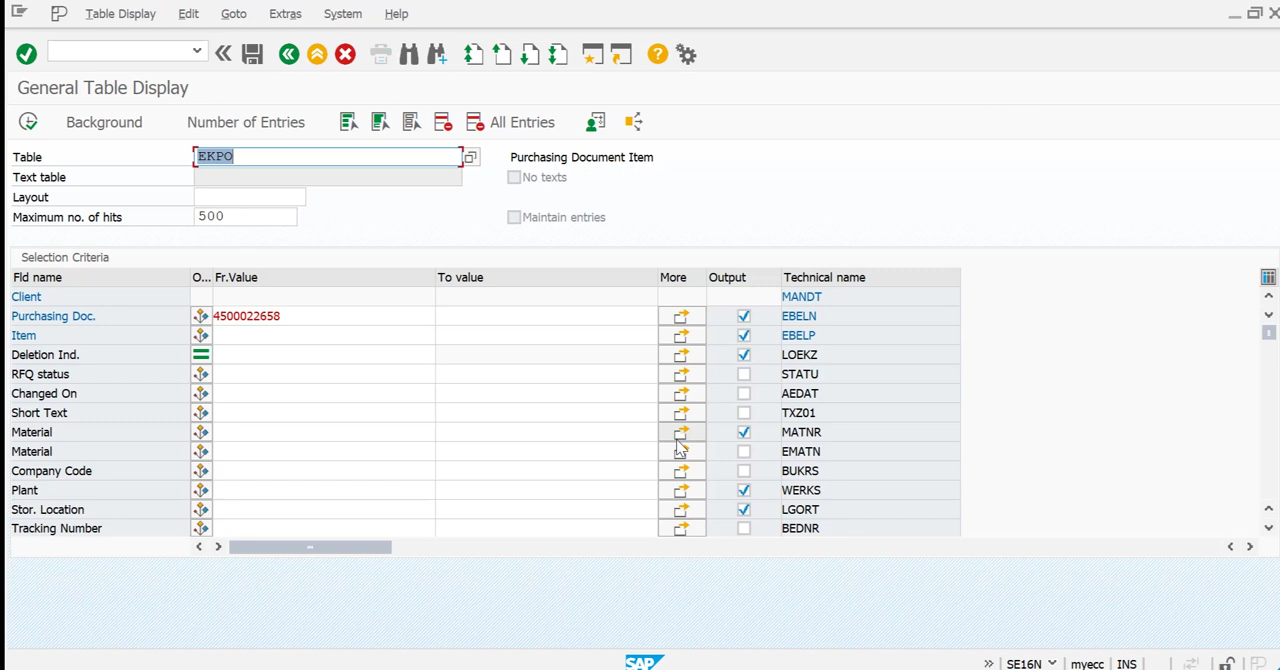 Table Display Edit Goto Extras System Help
General Table Display
Background Number of Entries All Entries
Table EKPO Purchasing Document Item
Text table No texts
Layout
Maximum no. of hits 500 Maintain entries
Selection Criteria
Fld name O... Fr.Value To value More Output Technical name
Client MANDT
Purchasing Doc. 4500022658 EBELN
Item EBELP
Deletion Ind. LOEKZ
RFQ status STATU
Changed On AEDAT
Short Text TXZ01
Material MATNR
Material EMATN
Company Code BUKRS
Plant WERKS
Stor. Location LGORT
Tracking Number BEDNR
SAP SE16N myecc INS